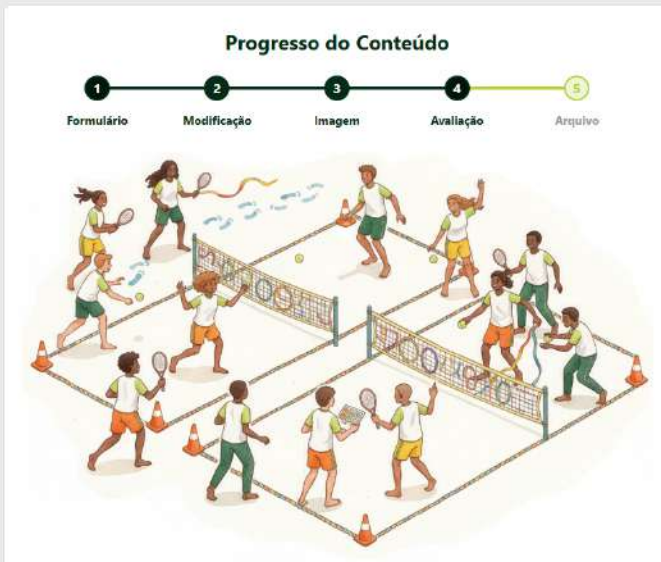 Progresso do Conteúdo
1 2 3 4 5
Formulário Modificação Imagem Avaliação Arquivo